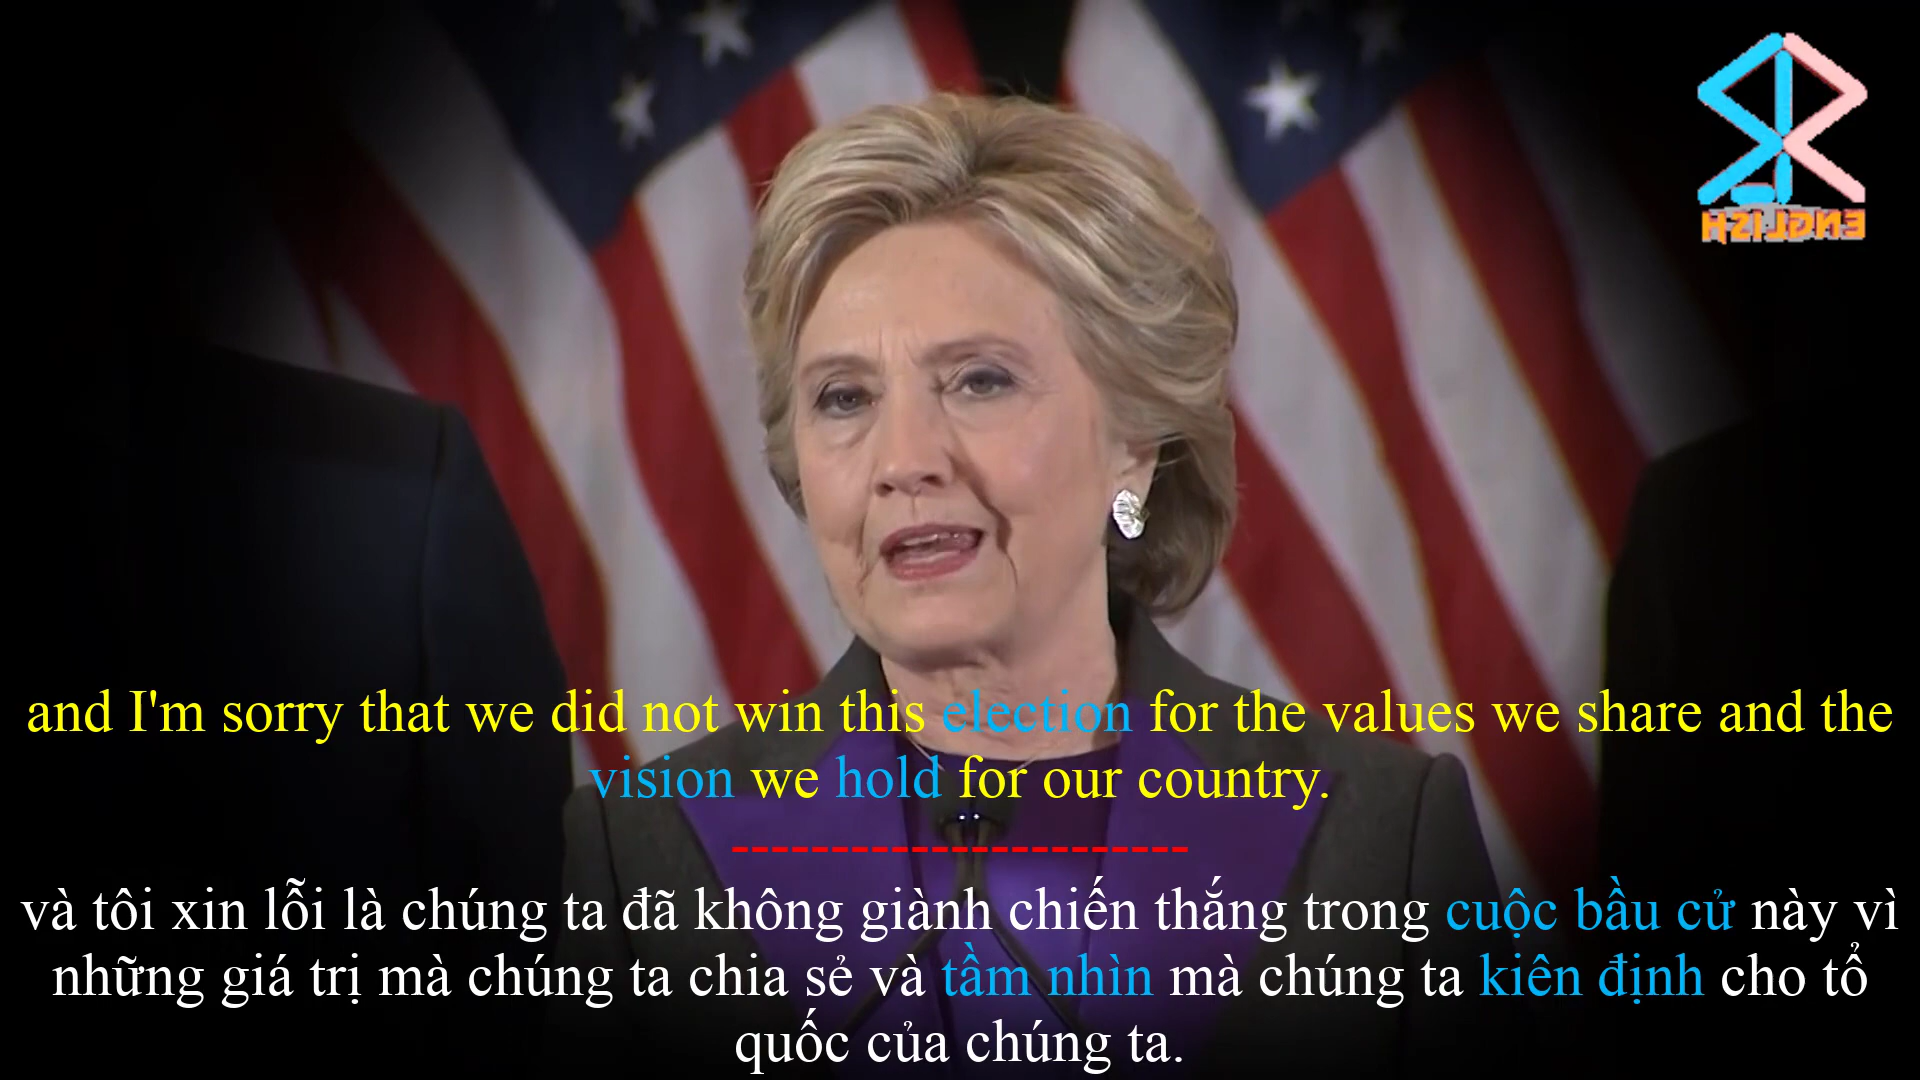 ENGLISH
and I'm sorry that we did not win this election for the values we share and the
vision we hold for our country.
------------------------
và tôi xin lỗi là chúng ta đã không giành chiến thắng trong cuộc bầu cử này vì
những giá trị mà chúng ta chia sẻ và tầm nhìn mà chúng ta kiên định cho tổ
quốc của chúng ta.